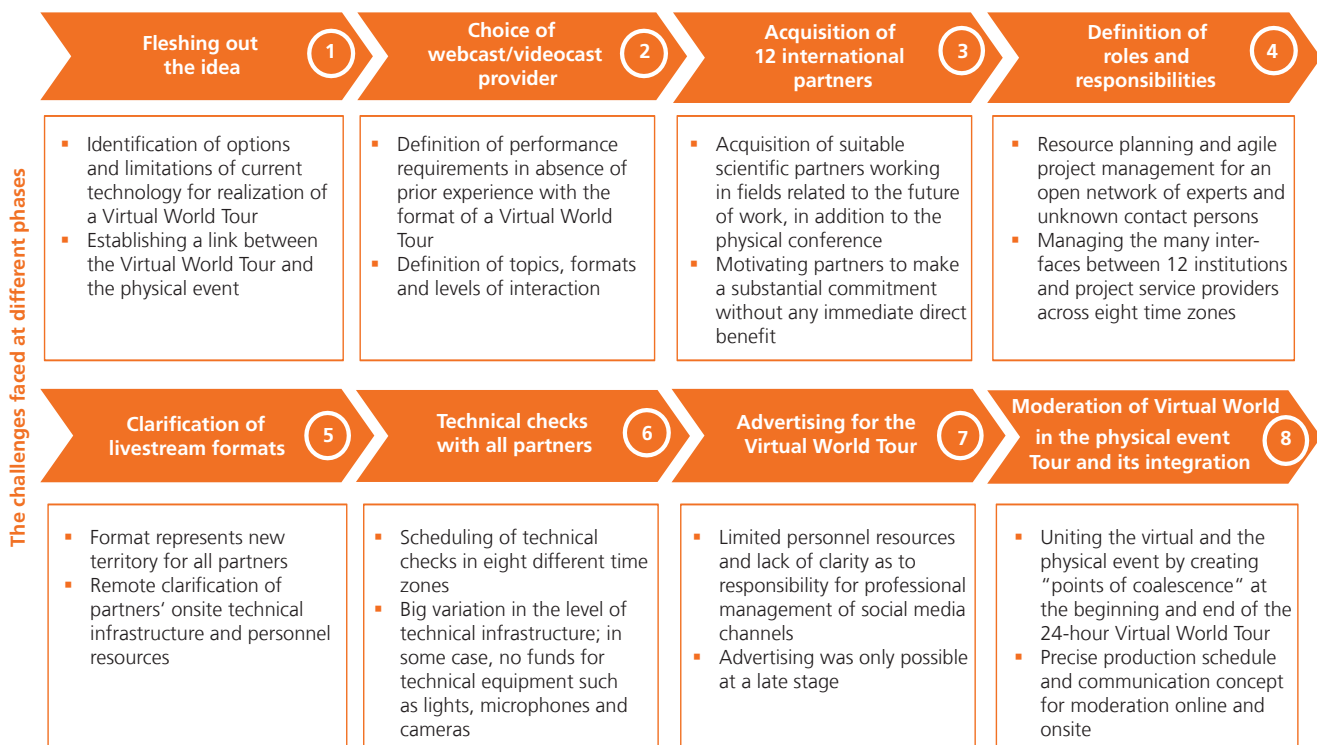 The challenges faced at different phases
Fleshing out
the idea
1
Choice of
webcast/videocast
provider
2
Acquisition of
12 international
partners
3
Definition of
roles and
responsibilities
4
▪ Identification of options
and limitations of current
technology for realization of
a Virtual World Tour
▪ Establishing a link between
the Virtual World Tour and
the physical event
▪ Definition of performance
requirements in absence of
prior experience with the
format of a Virtual World
Tour
▪ Definition of topics, formats
and levels of interaction
▪ Acquisition of suitable
scientific partners working
in fields related to the future
of work, in addition to the
physical conference
▪ Motivating partners to make
a substantial commitment
without any immediate direct
benefit
▪ Resource planning and agile
project management for an
open network of experts and
unknown contact persons
▪ Managing the many inter-
faces between 12 institutions
and project service providers
across eight time zones
Clarification of
livestream formats
5
Technical checks
with all partners
6
Advertising for the
Virtual World Tour
7
Moderation of Virtual World
in the physical event
Tour and its integration
8
▪ Format represents new
territory for all partners
▪ Remote clarification of
partners‘ onsite technical
infrastructure and personnel
resources
▪ Scheduling of technical
checks in eight different time
zones
▪ Big variation in the level of
technical infrastructure; in
some case, no funds for
technical equipment such
as lights, microphones and
cameras
▪ Limited personnel resources
and lack of clarity as to
responsibility for professional
management of social media
channels
▪ Advertising was only possible
at a late stage
▪ Uniting the virtual and the
physical event by creating
“points of coalescence“ at
the beginning and end of the
24-hour Virtual World Tour
▪ Precise production schedule
and communication concept
for moderation online and
onsite